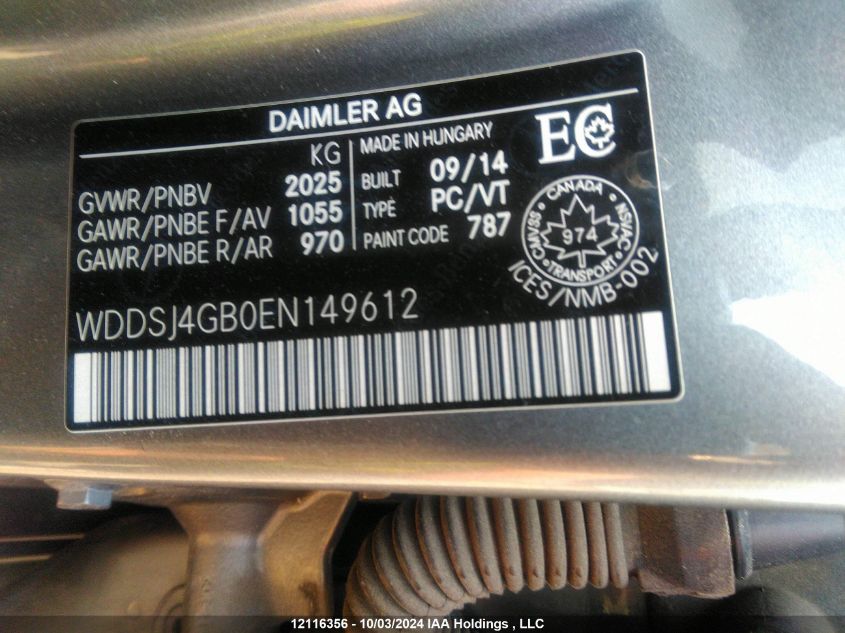 DAIMLER AG
KG
GVWR/PNBV 2025
GAWR/PNBE F/AV 1055
GAWR/PNBE R/AR 970
MADE IN HUNGARY
BUILT 09/14
TYPE PC/VT
PAINT CODE 787
EC
CANADA
CMVSS/NSVAC
974
TRANSPORT
ICES/NMB-002
WDDSJ4GB0EN149612
12116356 - 10/03/2024 IAA Holdings , LLC